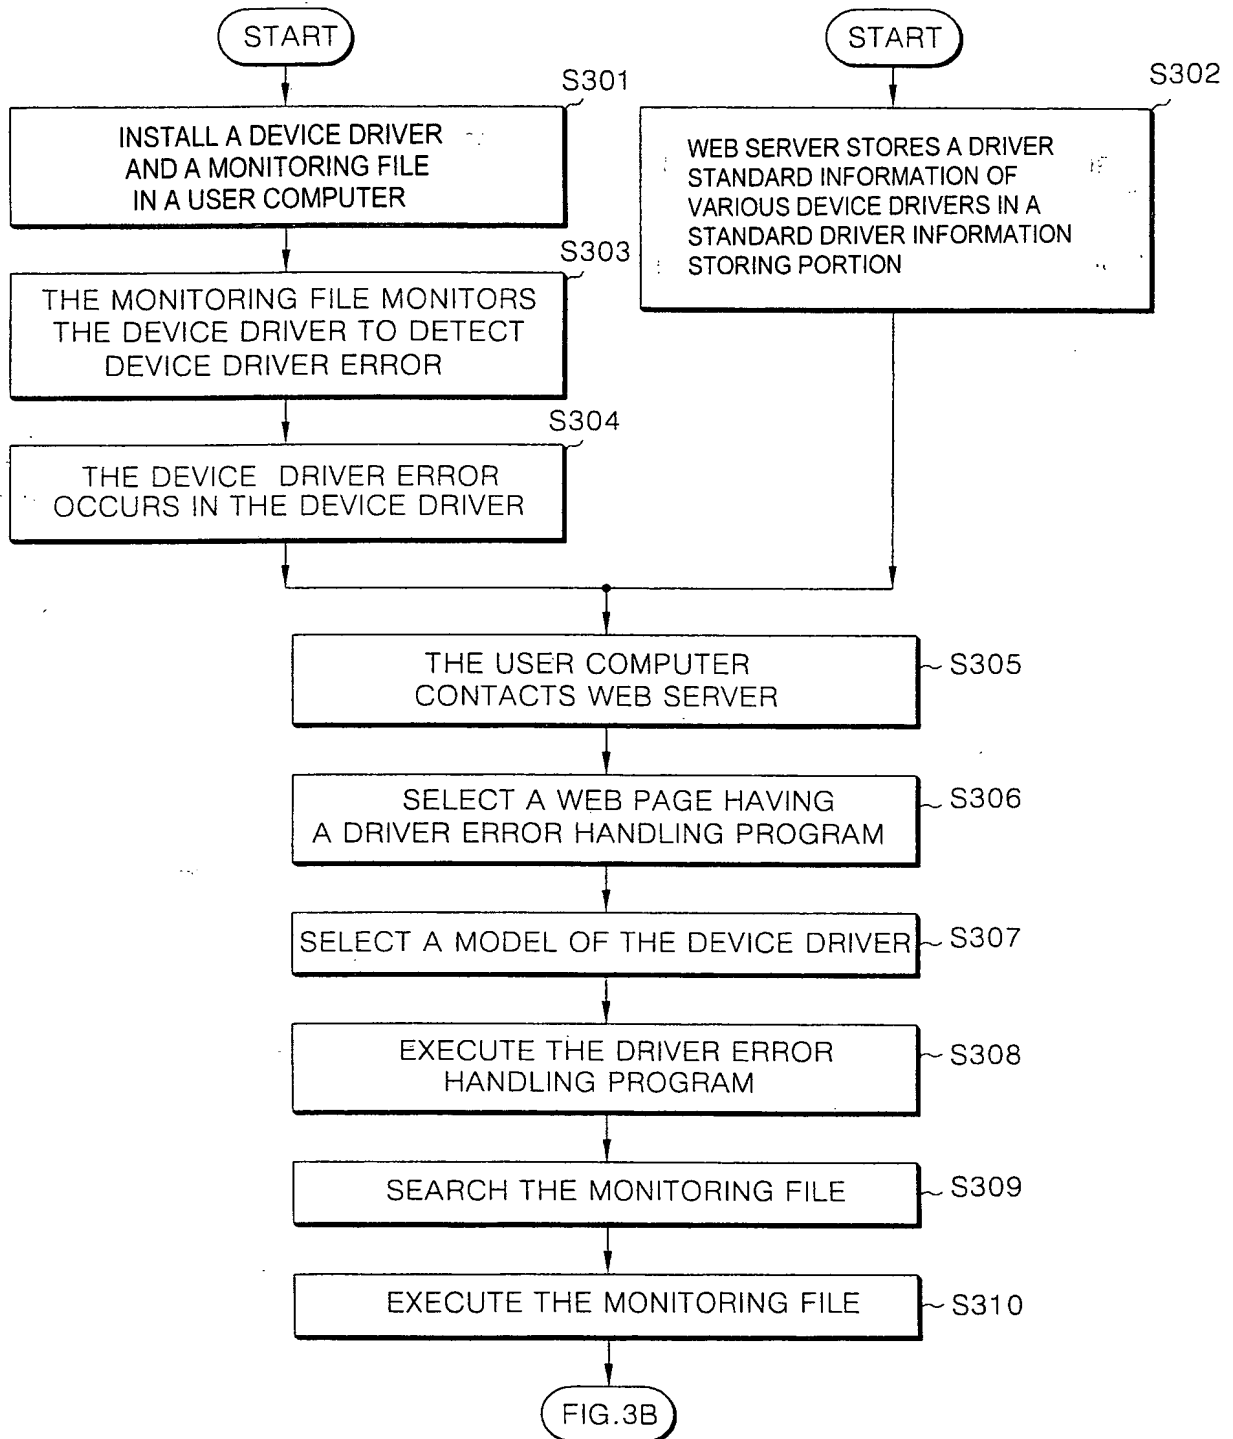 START
START
S301
S302
INSTALL A DEVICE DRIVER
AND A MONITORING FILE
IN A USER COMPUTER
WEB SERVER STORES A DRIVER
STANDARD INFORMATION OF
VARIOUS DEVICE DRIVERS IN A
STANDARD DRIVER INFORMATION
STORING PORTION
S303
THE MONITORING FILE MONITORS
THE DEVICE DRIVER TO DETECT
DEVICE DRIVER ERROR
S304
THE DEVICE DRIVER ERROR
OCCURS IN THE DEVICE DRIVER
THE USER COMPUTER
CONTACTS WEB SERVER
S305
SELECT A WEB PAGE HAVING
A DRIVER ERROR HANDLING PROGRAM
S306
SELECT A MODEL OF THE DEVICE DRIVER
S307
EXECUTE THE DRIVER ERROR
HANDLING PROGRAM
S308
SEARCH THE MONITORING FILE
S309
EXECUTE THE MONITORING FILE
S310
FIG.3B